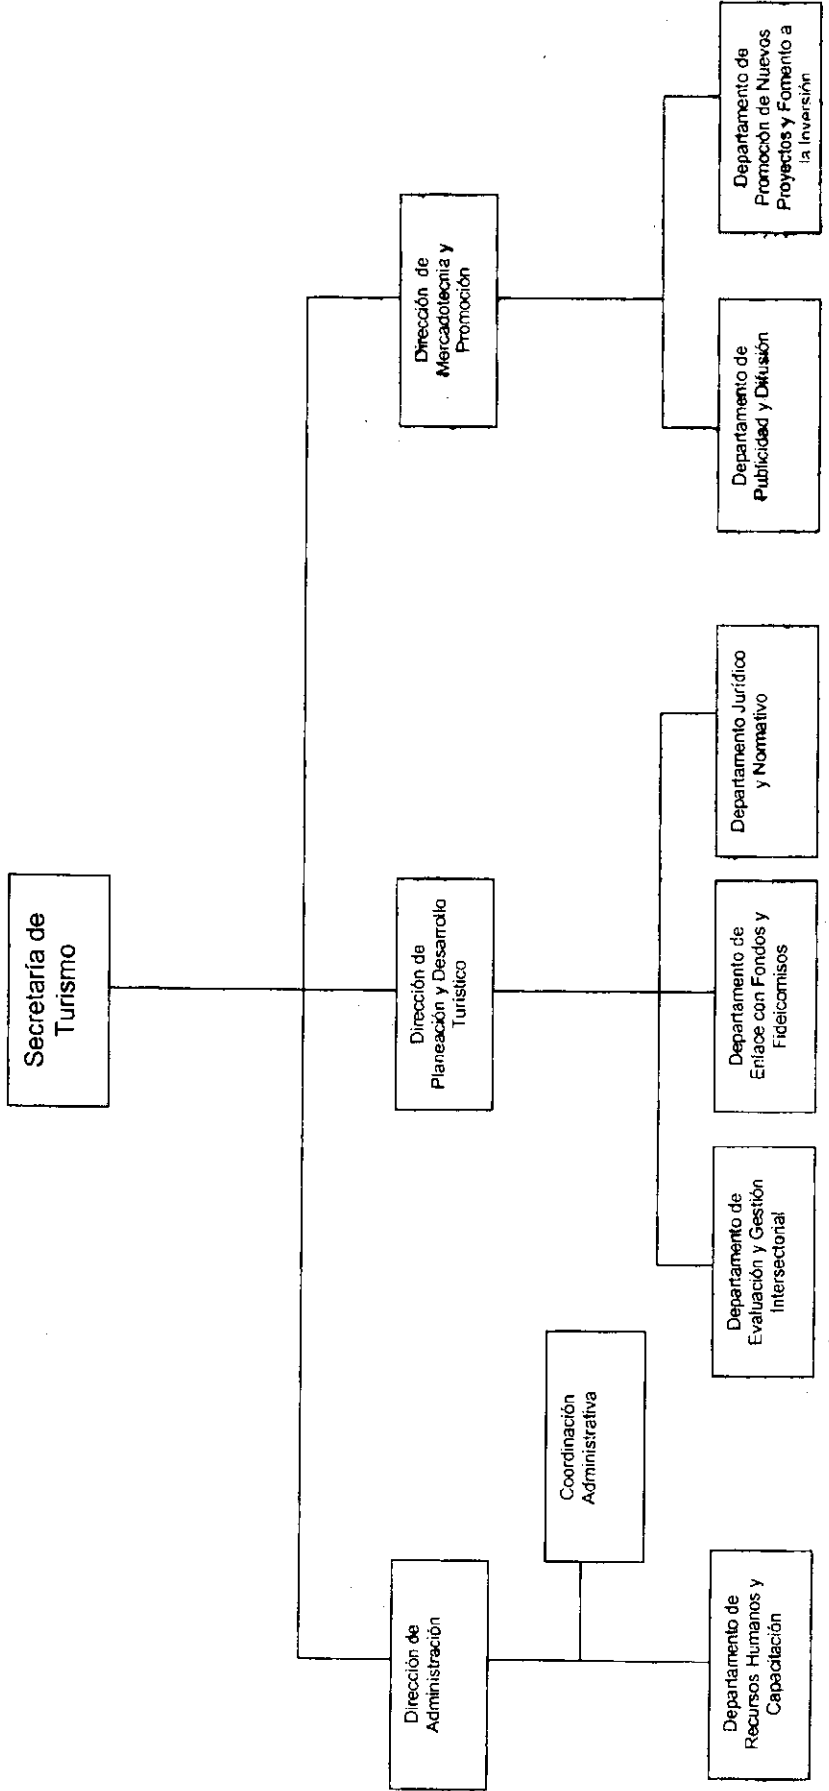 Secretaría de
Turismo
Dirección de
Administración
Dirección de
Planeación y Desarrollo
Turístico
Dirección de
Mercadotecnia y
Promoción
Coordinación
Administrativa
Departamento de
Recursos Humanos y
Capacitación
Departamento de
Evaluación y Gestión
Intersectorial
Departamento de
Enlace con Fondos y
Fideicomisos
Departamento Jurídico
y Normativo
Departamento de
Publicidad y Difusión
Departamento de
Promoción de Nuevos
Proyectos y Fomento a
la Inversión